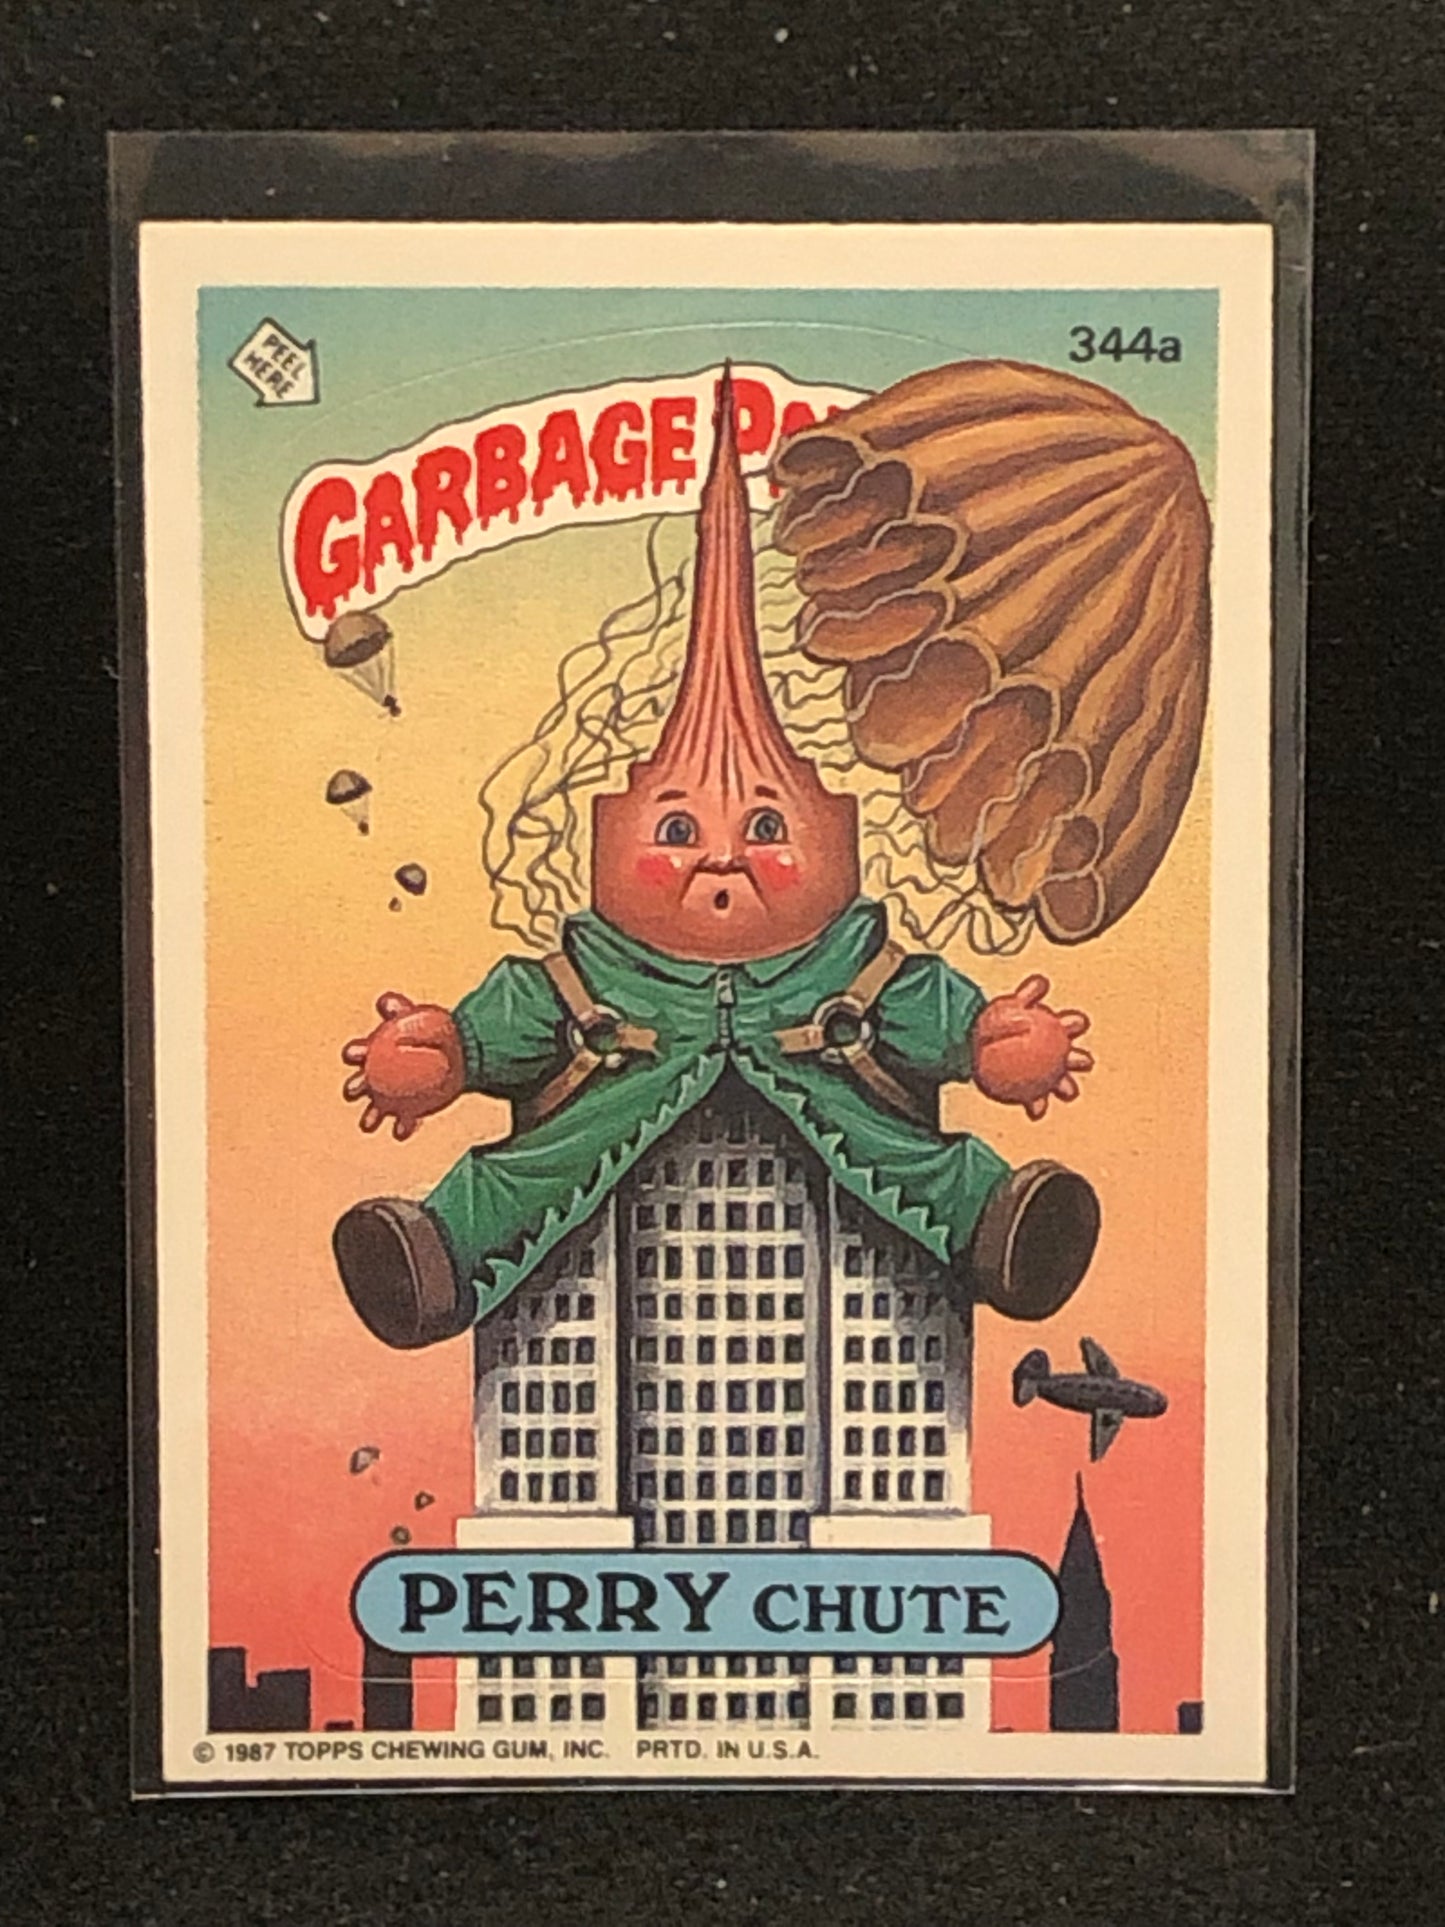 PEEL
HERE
344a
GARBAGE PA
PERRY CHUTE
© 1987 TOPPS CHEWING GUM, INC. PRTD. IN U.S.A.